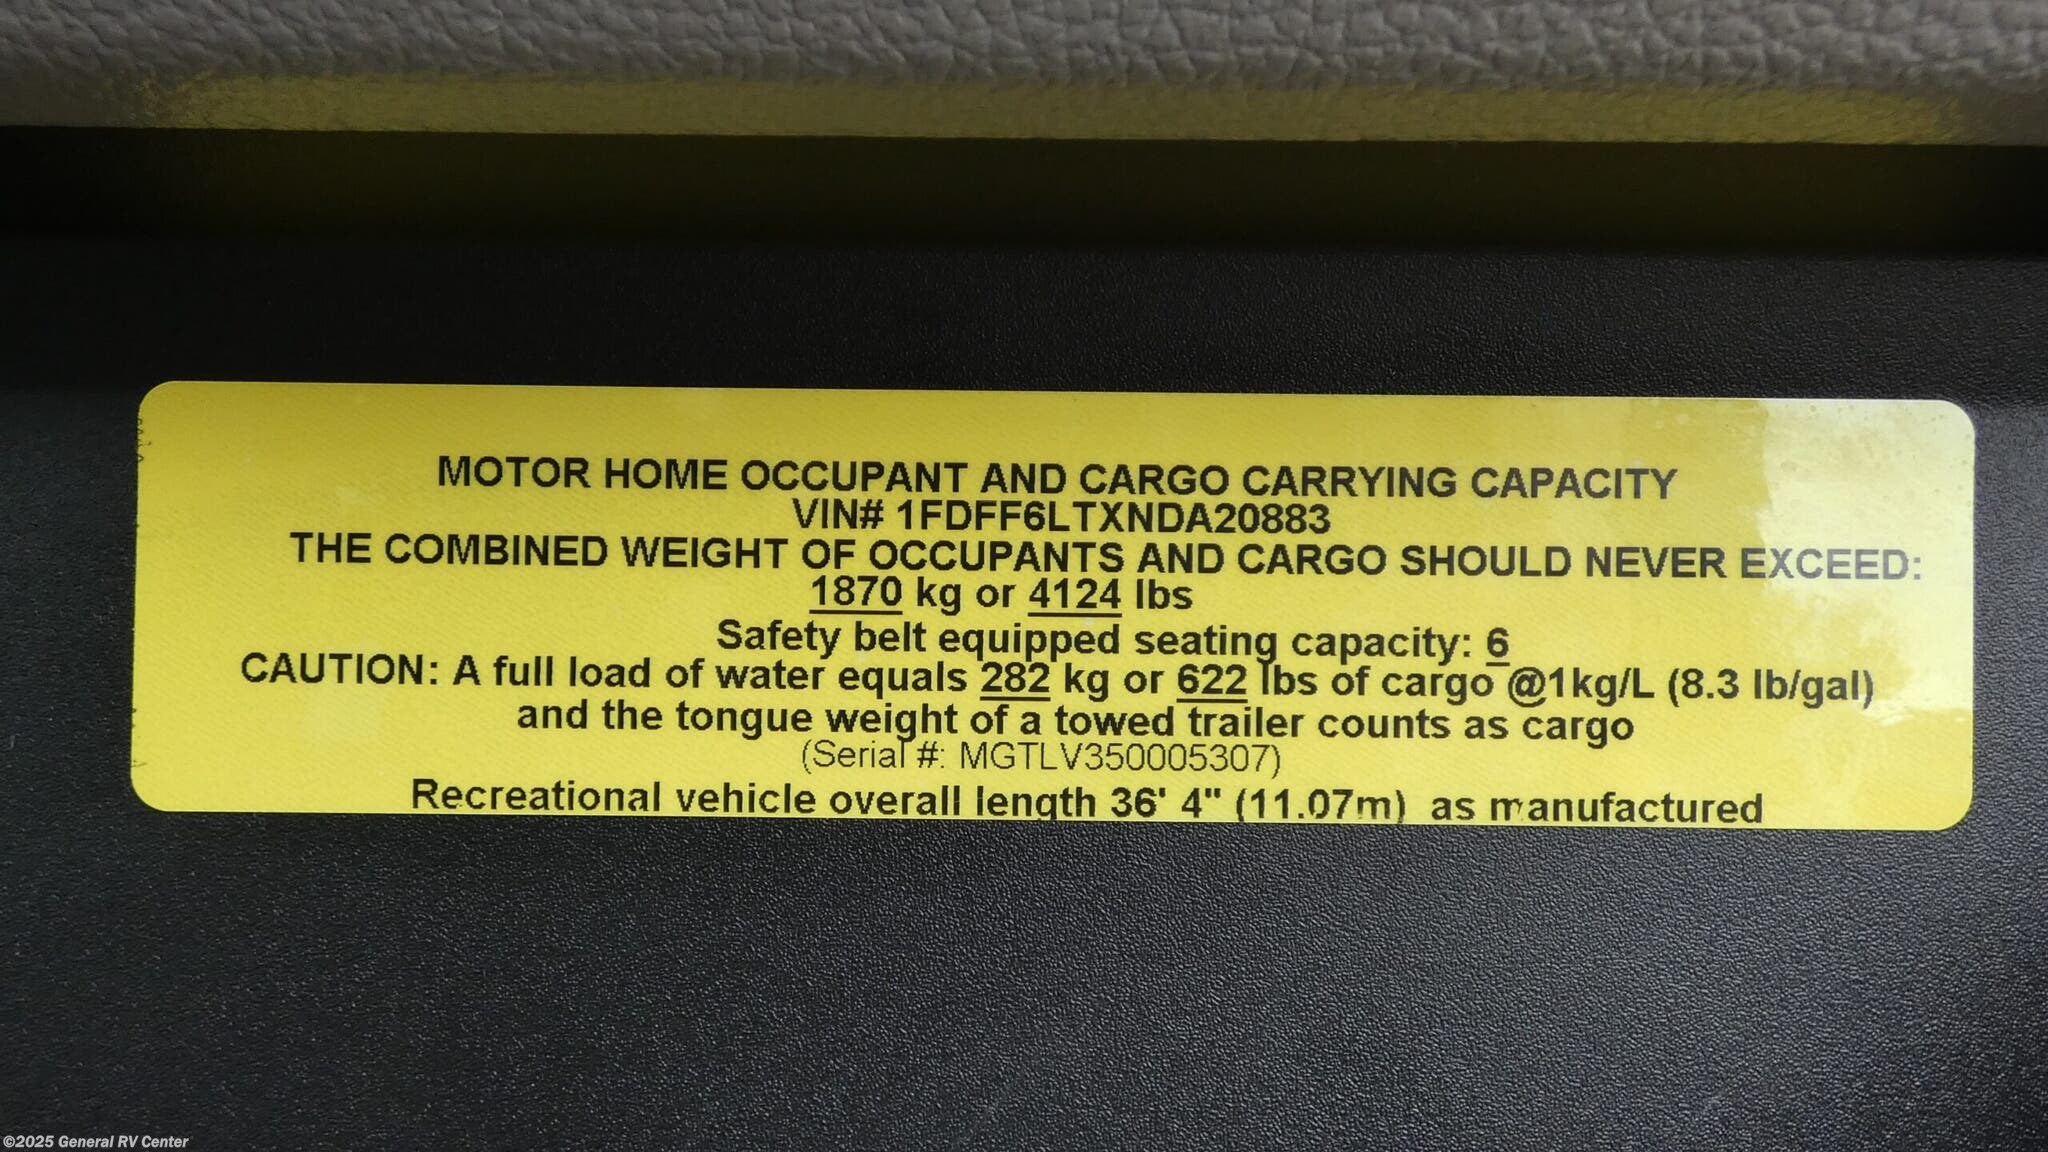 MOTOR HOME OCCUPANT AND CARGO CARRYING CAPACITY
VIN# 1FDFF6LTXNDA20883
THE COMBINED WEIGHT OF OCCUPANTS AND CARGO SHOULD NEVER EXCEED:
1870 kg or 4124 lbs
Safety belt equipped seating capacity: 6
CAUTION: A full load of water equals 282 kg or 622 lbs of cargo @1kg/L (8.3 lb/gal)
and the tongue weight of a towed trailer counts as cargo
(Serial #: MGTLV350005307)
Recreational vehicle overall length 36' 4" (11.07m) as manufactured
©2025 General RV Center